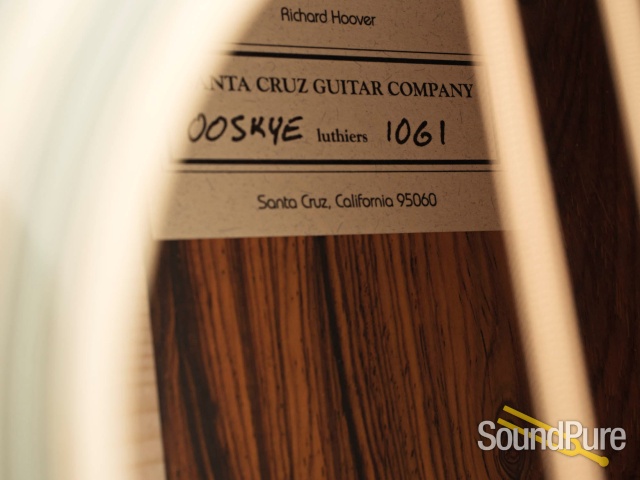 Richard Hoover
ANTA CRUZ GUITAR COMPANY
OOSKYE luthiers 1061
Santa Cruz, California 95060
SoundPure